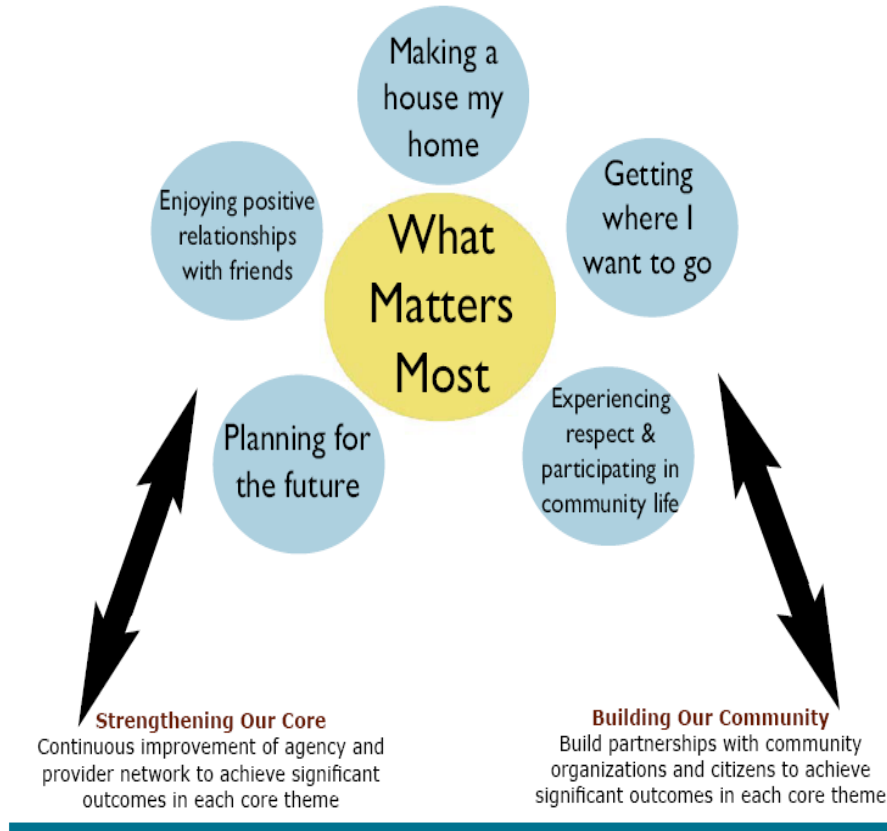 Making a
house my
home
Enjoying positive
relationships
with friends
Getting
where I
want to go
What
Matters
Most
Planning for
the future
Experiencing
respect &
participating in
community life
Strengthening Our Core
Continuous improvement of agency and
provider network to achieve significant
outcomes in each core theme
Building Our Community
Build partnerships with community
organizations and citizens to achieve
significant outcomes in each core theme